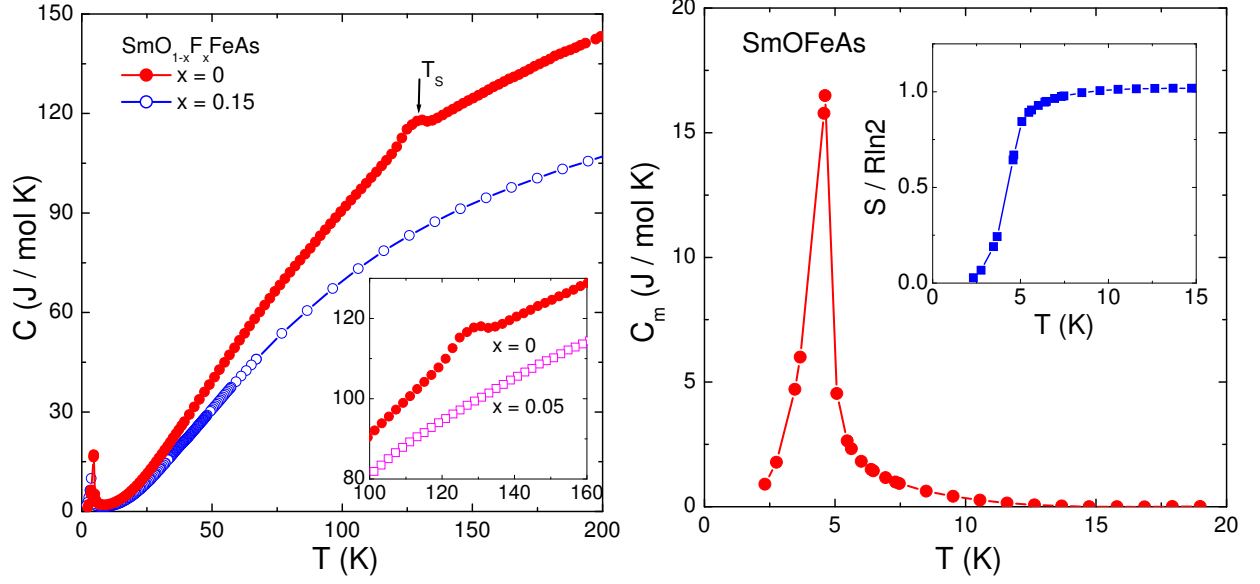 SmO1-xFxFeAs
x = 0
x = 0.15
TS
C (J / mol K)
150
120
90
60
30
0
0 50 100 150 200
T (K)
120
100
80
100 120 140 160
x = 0
x = 0.05
SmOFeAs
Cm (J / mol K)
20
15
10
5
0
0 5 10 15 20
T (K)
S / Rln2
1.0
0.5
0.0
0 5 10 15
T (K)